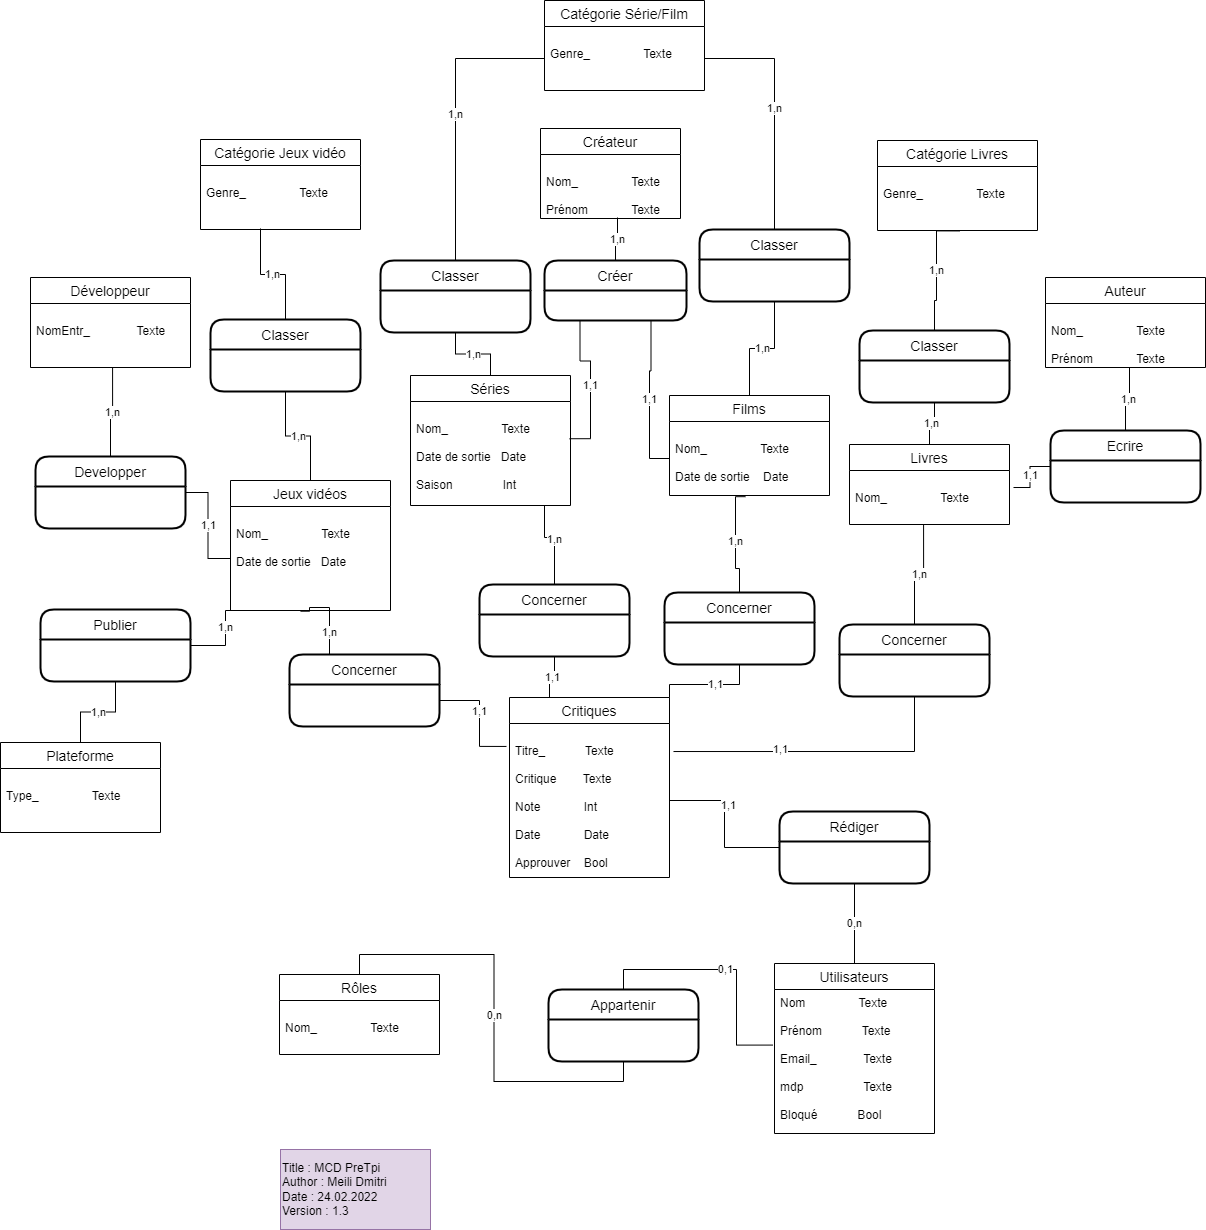 Catégorie Série/Film
Genre_ Texte
1,n
1,n
Catégorie Jeux vidéo
Genre_ Texte
Créateur
Nom_ Texte
Prénom Texte
Catégorie Livres
Genre_ Texte
1,n
1,n
1,n
Classer
Créer
Classer
Développeur
NomEntr_ Texte
Classer
Auteur
Nom_ Texte
Prénom Texte
Classer
1,n
1,n
1,1
1,1
1,n
1,n
1,n
1,n
Séries
Nom_ Texte
Date de sortie Date
Saison Int
Films
Nom_ Texte
Date de sortie Date
Livres
Nom_ Texte
Ecrire
1,1
1,n
Developper
1,1
Jeux vidéos
Nom_ Texte
Date de sortie Date
1,n
1,n
1,n
Concerner
Concerner
Concerner
Publier
1,n
1,n
Concerner
1,n
1,1
1,1
1,1
1,1
Plateforme
Type_ Texte
Critiques
Titre_ Texte
Critique Texte
Note Int
Date Date
Approuver Bool
1,1
Rédiger
0,n
Rôles
Nom_ Texte
0,n
Appartenir
0,1
Utilisateurs
Nom Texte
Prénom Texte
Email_ Texte
mdp Texte
Bloqué Bool
Title : MCD PreTpi
Author : Meili Dmitri
Date : 24.02.2022
Version : 1.3